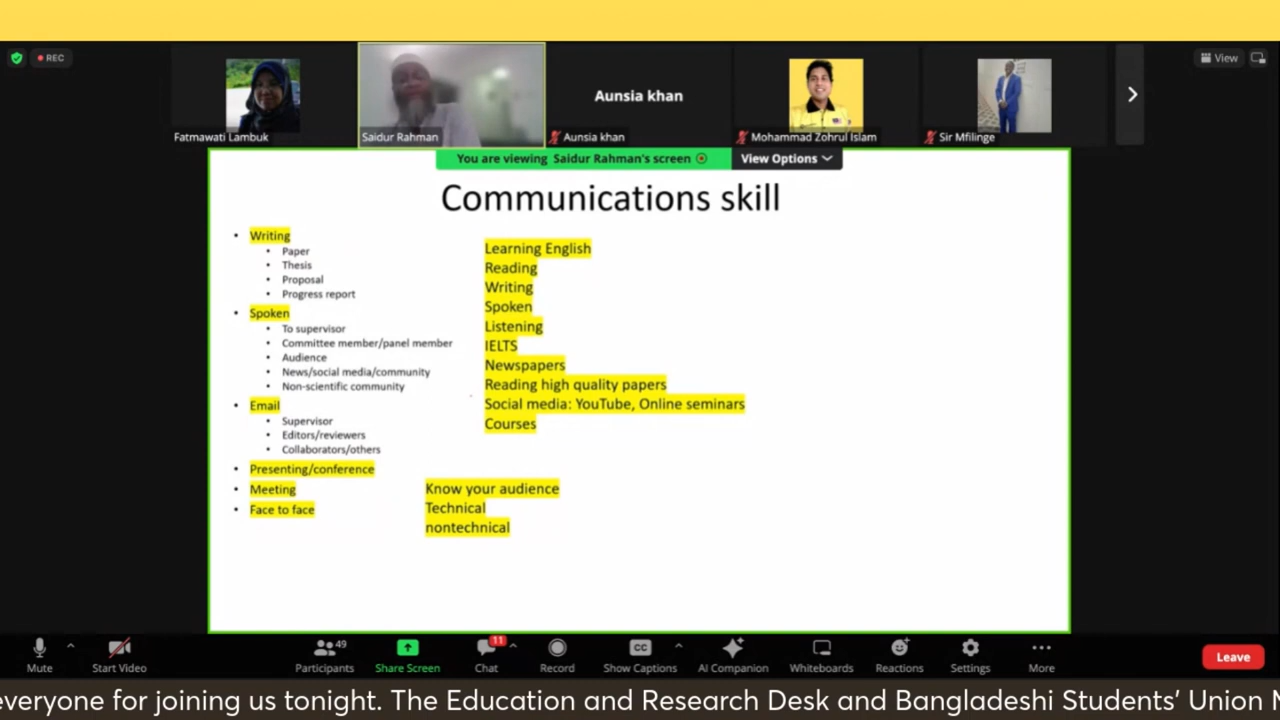 REC
View
Aunsia khan
Fatmawati Lambuk
Saidur Rahman
Aunsia khan
Mohammad Zohrul Islam
Sir Mfilinge
You are viewing Saidur Rahman's screen
View Options
Communications skill
Writing
Paper
Thesis
Proposal
Progress report
Spoken
To supervisor
Committee member/panel member
Audience
News/social media/community
Non-scientific community
Email
Supervisor
Editors/reviewers
Collaborators/others
Presenting/conference
Meeting
Face to face
Learning English
Reading
Writing
Spoken
Listening
IELTS
Newspapers
Reading high quality papers
Social media: YouTube, Online seminars
Courses
Know your audience
Technical
nontechnical
Mute
Start Video
49
Participants
Share Screen
11
Chat
Record
CC
Show Captions
AI Companion
Whiteboards
Reactions
Settings
More
Leave
everyone for joining us tonight. The Education and Research Desk and Bangladeshi Students' Union